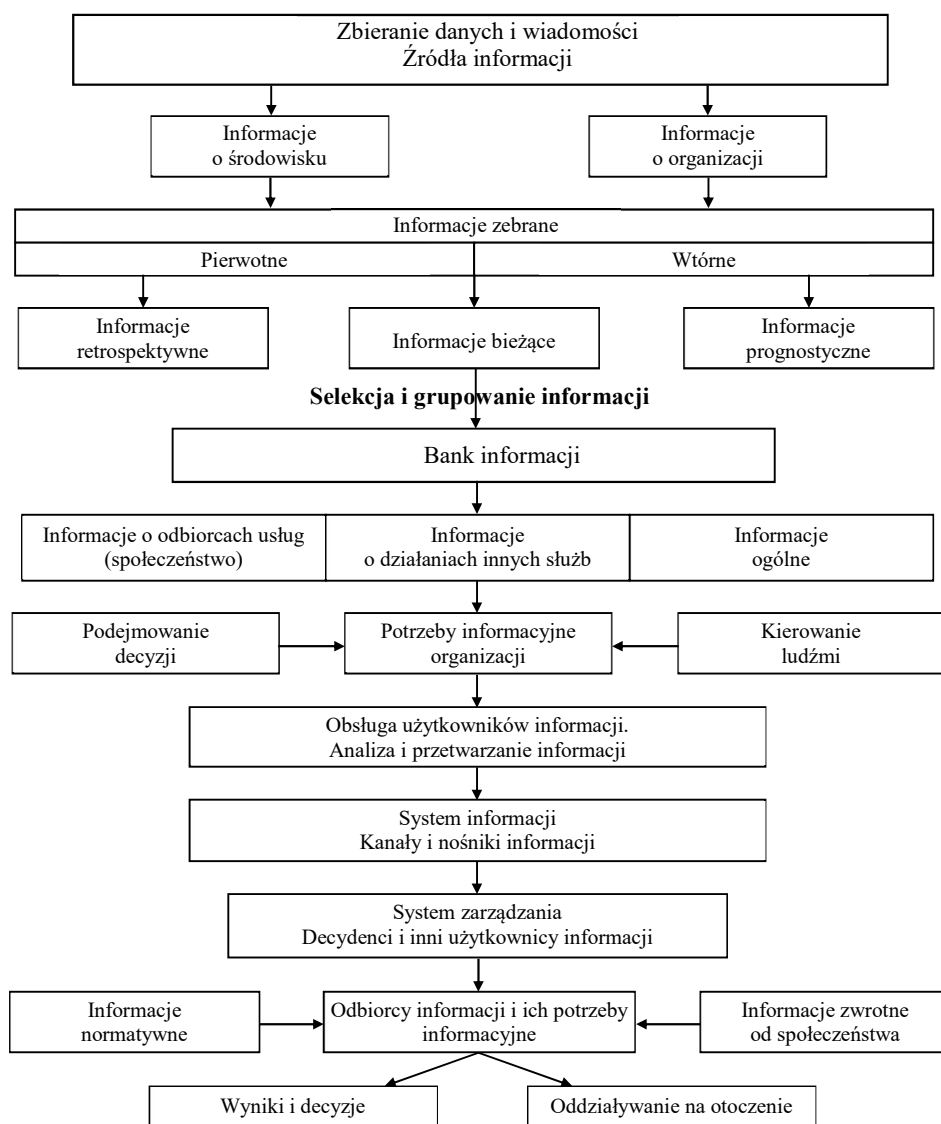 Zbieranie danych i wiadomości
Źródła informacji
Informacje
o środowisku
Informacje
o organizacji
Informacje zebrane
Pierwotne
Wtórne
Informacje
retrospektywne
Informacje bieżące
Informacje
prognostyczne
Selekcja i grupowanie informacji
Bank informacji
Informacje o odbiorcach usług
(społeczeństwo)
Informacje
o działaniach innych służb
Informacje
ogólne
Podejmowanie
decyzji
Potrzeby informacyjne
organizacji
Kierowanie
ludźmi
Obsługa użytkowników informacji.
Analiza i przetwarzanie informacji
System informacji
Kanały i nośniki informacji
System zarządzania
Decydenci i inni użytkownicy informacji
Informacje
normatywne
Odbiorcy informacji i ich potrzeby
informacyjne
Informacje zwrotne
od społeczeństwa
Wyniki i decyzje
Oddziaływanie na otoczenie